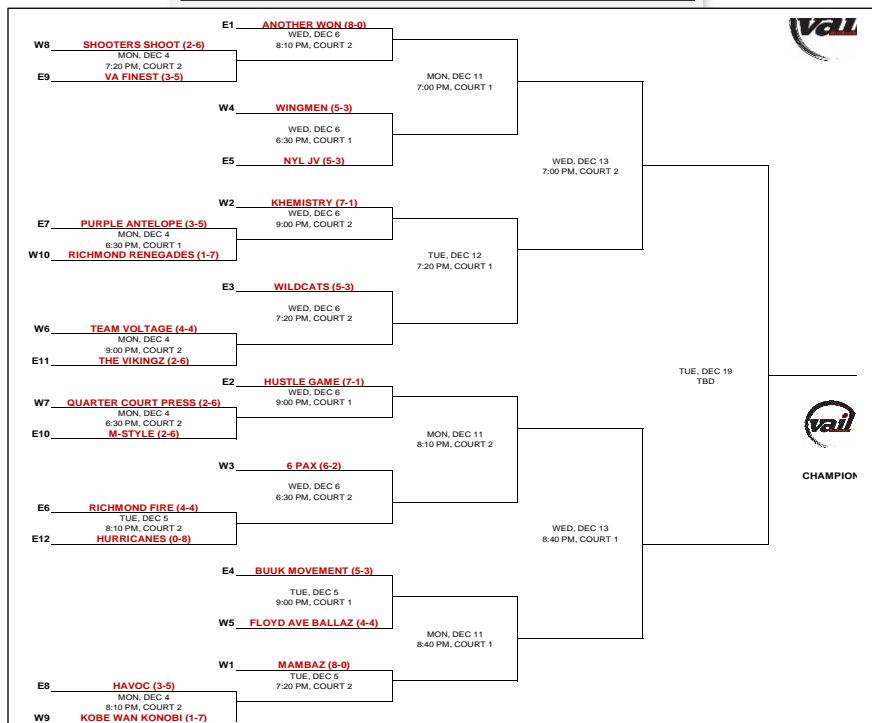 E1 ANOTHER WON (8-0)
WED, DEC 6
8:10 PM, COURT 2
W8 SHOOTERS SHOOT (2-6)
MON, DEC 4
7:20 PM, COURT 2
E9 VA FINEST (3-5)
MON, DEC 11
7:00 PM, COURT 1
W4 WINGMEN (5-3)
WED, DEC 6
6:30 PM, COURT 1
E5 NYL JV (5-3)
WED, DEC 13
7:00 PM, COURT 2
W2 KHEMISTRY (7-1)
WED, DEC 6
9:00 PM, COURT 2
E7 PURPLE ANTELOPE (3-5)
MON, DEC 4
6:30 PM, COURT 1
W10 RICHMOND RENEGADES (1-7)
TUE, DEC 12
7:20 PM, COURT 1
E3 WILDCATS (5-3)
WED, DEC 6
7:20 PM, COURT 2
W6 TEAM VOLTAGE (4-4)
MON, DEC 4
9:00 PM, COURT 2
E11 THE VIKINGZ (2-6)
TUE, DEC 19
TBD
E2 HUSTLE GAME (7-1)
WED, DEC 6
9:00 PM, COURT 1
W7 QUARTER COURT PRESS (2-6)
MON, DEC 4
6:30 PM, COURT 2
E10 M-STYLE (2-6)
MON, DEC 11
8:10 PM, COURT 2
W3 6 PAX (6-2)
WED, DEC 6
6:30 PM, COURT 2
E6 RICHMOND FIRE (4-4)
TUE, DEC 5
8:10 PM, COURT 2
E12 HURRICANES (0-8)
WED, DEC 13
8:40 PM, COURT 1
E4 BUUK MOVEMENT (5-3)
TUE, DEC 5
9:00 PM, COURT 1
W5 FLOYD AVE BALLAZ (4-4)
MON, DEC 11
8:40 PM, COURT 1
W1 MAMBAZ (8-0)
TUE, DEC 5
7:20 PM, COURT 2
E8 HAVOC (3-5)
MON, DEC 4
8:10 PM, COURT 2
W9 KOBE WAN KONOBI (1-7)
vail
vail
CHAMPION